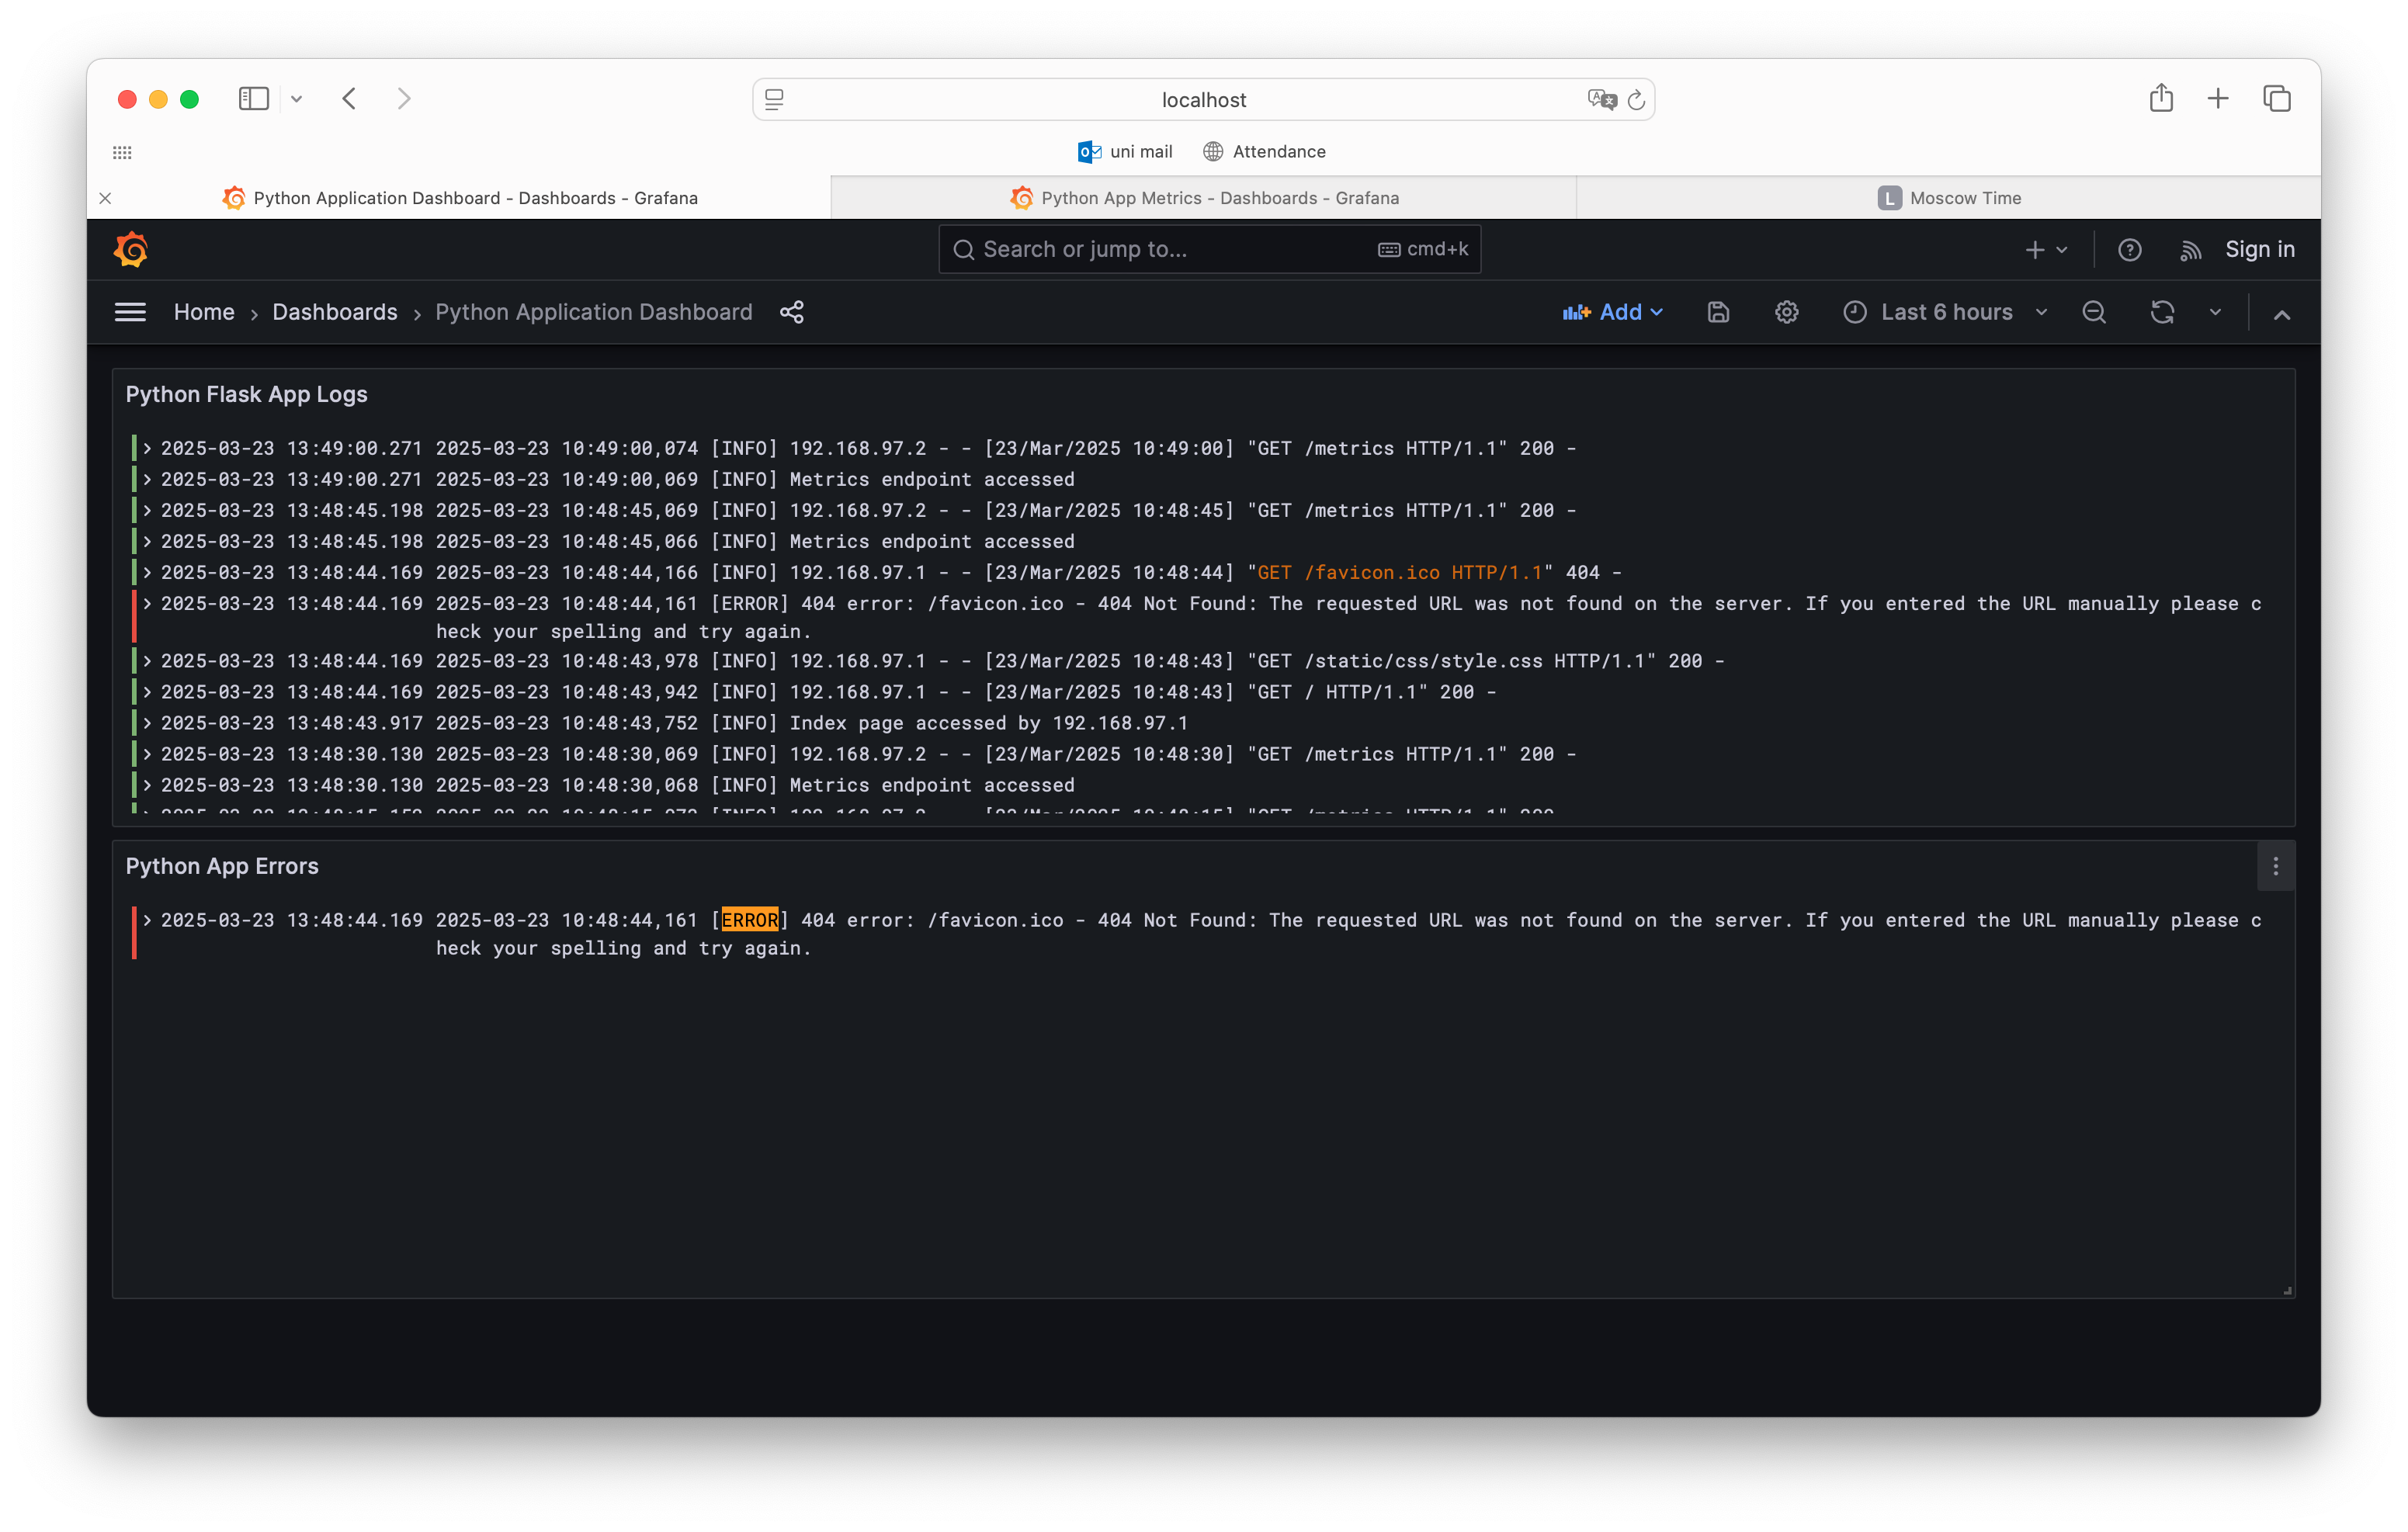 localhost
uni mail
Attendance
Python Application Dashboard - Dashboards - Grafana
Python App Metrics - Dashboards - Grafana
L Moscow Time
Search or jump to...
cmd+k
Sign in
Home › Dashboards › Python Application Dashboard
Add
Last 6 hours
Python Flask App Logs
2025-03-23 13:49:00.271 2025-03-23 10:49:00,074 [INFO] 192.168.97.2 - - [23/Mar/2025 10:49:00] "GET /metrics HTTP/1.1" 200 -
2025-03-23 13:49:00.271 2025-03-23 10:49:00,069 [INFO] Metrics endpoint accessed
2025-03-23 13:48:45.198 2025-03-23 10:48:45,069 [INFO] 192.168.97.2 - - [23/Mar/2025 10:48:45] "GET /metrics HTTP/1.1" 200 -
2025-03-23 13:48:45.198 2025-03-23 10:48:45,066 [INFO] Metrics endpoint accessed
2025-03-23 13:48:44.169 2025-03-23 10:48:44,166 [INFO] 192.168.97.1 - - [23/Mar/2025 10:48:44] "GET /favicon.ico HTTP/1.1" 404 -
2025-03-23 13:48:44.169 2025-03-23 10:48:44,161 [ERROR] 404 error: /favicon.ico - 404 Not Found: The requested URL was not found on the server. If you entered the URL manually please c
heck your spelling and try again.
2025-03-23 13:48:44.169 2025-03-23 10:48:43,978 [INFO] 192.168.97.1 - - [23/Mar/2025 10:48:43] "GET /static/css/style.css HTTP/1.1" 200 -
2025-03-23 13:48:44.169 2025-03-23 10:48:43,942 [INFO] 192.168.97.1 - - [23/Mar/2025 10:48:43] "GET / HTTP/1.1" 200 -
2025-03-23 13:48:43.917 2025-03-23 10:48:43,752 [INFO] Index page accessed by 192.168.97.1
2025-03-23 13:48:30.130 2025-03-23 10:48:30,069 [INFO] 192.168.97.2 - - [23/Mar/2025 10:48:30] "GET /metrics HTTP/1.1" 200 -
2025-03-23 13:48:30.130 2025-03-23 10:48:30,068 [INFO] Metrics endpoint accessed
Python App Errors
2025-03-23 13:48:44.169 2025-03-23 10:48:44,161 [ERROR] 404 error: /favicon.ico - 404 Not Found: The requested URL was not found on the server. If you entered the URL manually please c
heck your spelling and try again.